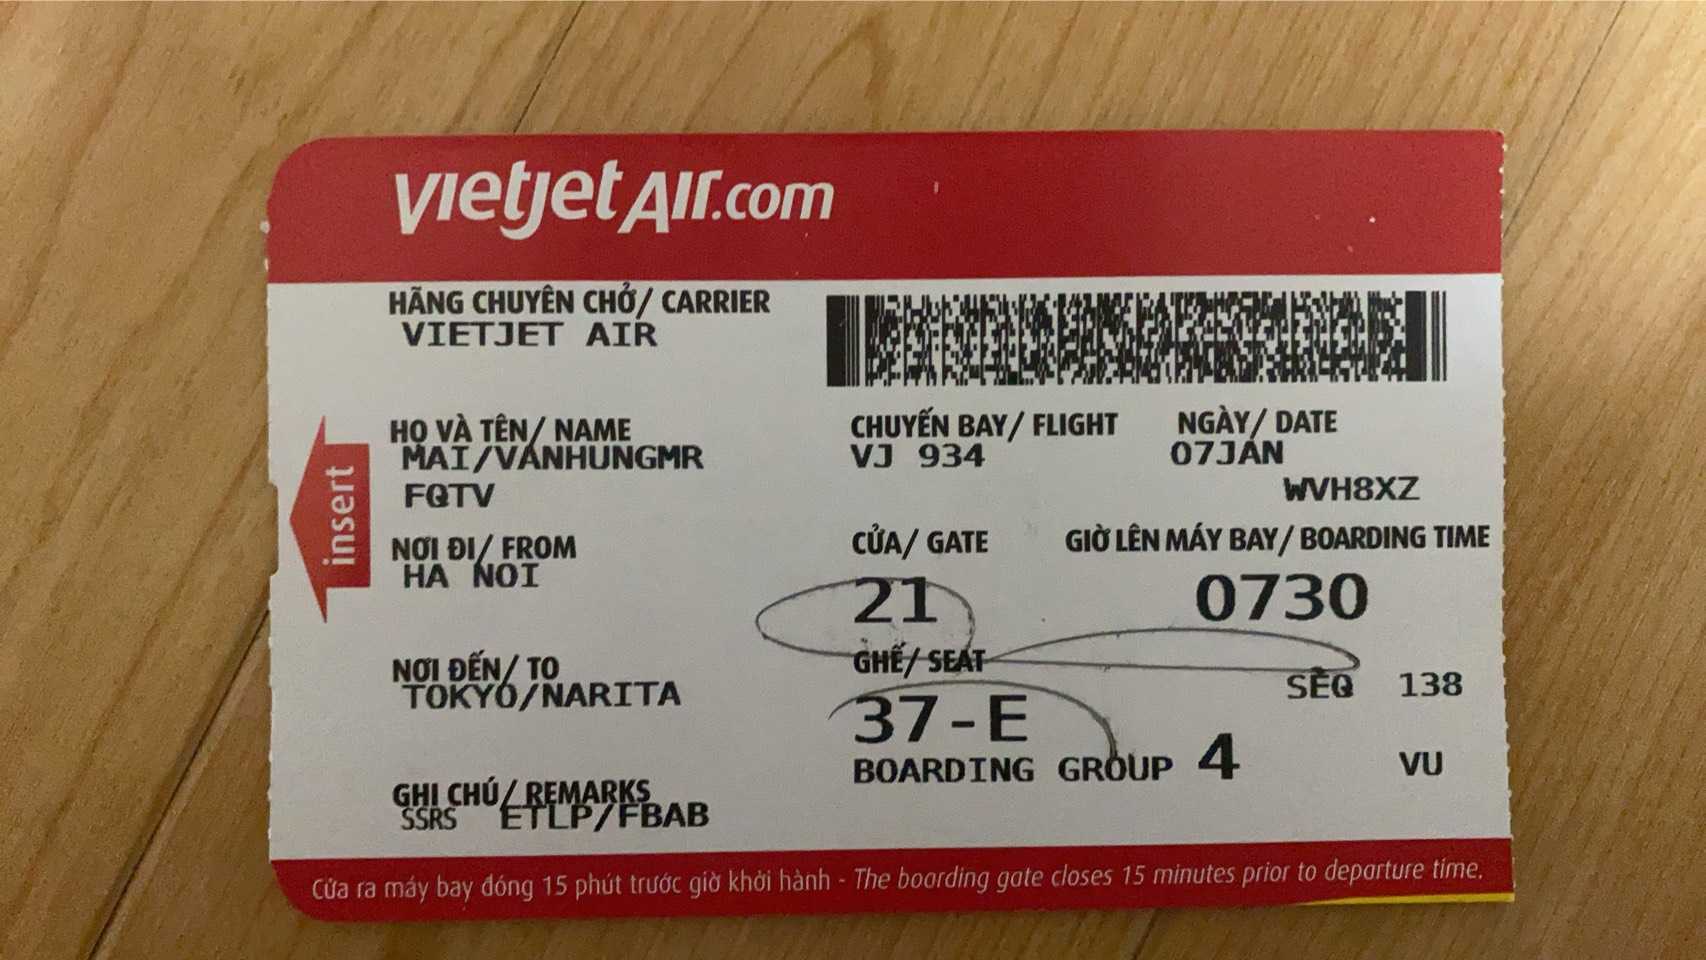 vietjetAir.com
HÃNG CHUYÊN CHỞ/ CARRIER
VIETJET AIR
HỌ VÀ TÊN/ NAME
MAI/VANHUNGMR
FQTV
CHUYẾN BAY/ FLIGHT
VJ 934
NGÀY/ DATE
07JAN
WVH8XZ
insert
NƠI ĐI/ FROM
HA NOI
CỬA/ GATE
21
GIỜ LÊN MÁY BAY/ BOARDING TIME
0730
NƠI ĐẾN/ TO
TOKYO/NARITA
GHẾ/ SEAT
37-E
SEQ 138
BOARDING GROUP 4
VU
GHI CHÚ/ REMARKS
SSRS ETLP/FBAB
Cửa ra máy bay đóng 15 phút trước giờ khởi hành - The boarding gate closes 15 minutes prior to departure time.